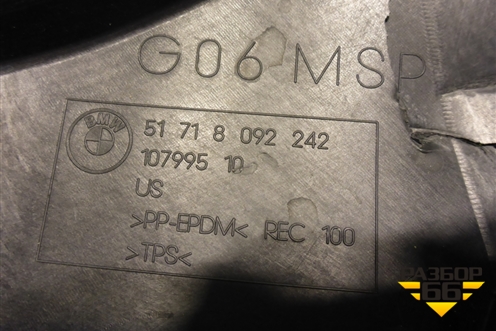 G06 MSP
BMW
51 71 8 092 242
107995 10
US
>PP-EPDM< REC 100
>TPS<
РАЗБОР
66